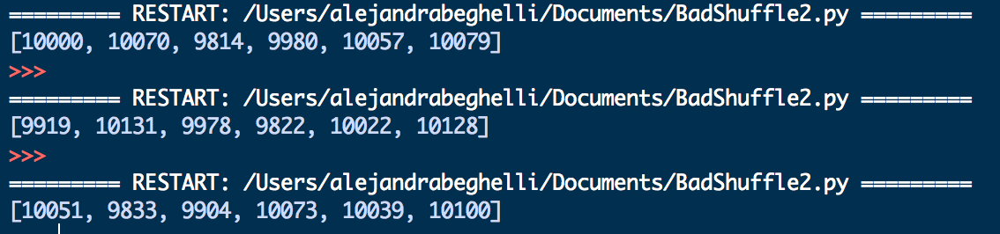 ========= RESTART: /Users/alejandrabeghelli/Documents/BadShuffle2.py =========
[10000, 10070, 9814, 9980, 10057, 10079]
>>>
========= RESTART: /Users/alejandrabeghelli/Documents/BadShuffle2.py =========
[9919, 10131, 9978, 9822, 10022, 10128]
>>>
========= RESTART: /Users/alejandrabeghelli/Documents/BadShuffle2.py =========
[10051, 9833, 9904, 10073, 10039, 10100]